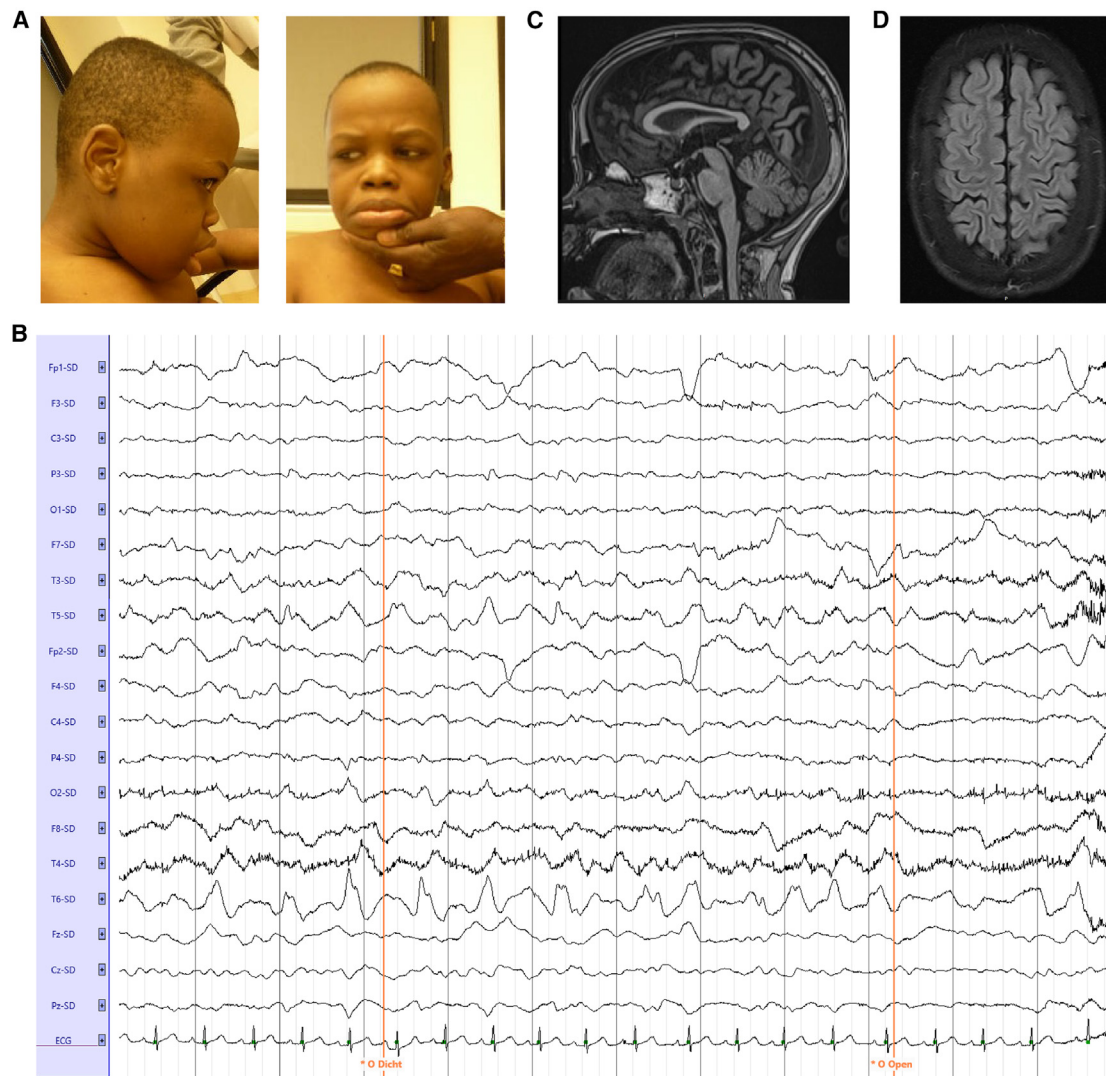 A
C
D
B
Fp1-SD
F3-SD
C3-SD
P3-SD
O1-SD
F7-SD
T3-SD
T5-SD
Fp2-SD
F4-SD
C4-SD
P4-SD
O2-SD
F8-SD
T4-SD
T6-SD
Fz-SD
Cz-SD
Pz-SD
ECG
* O Dicht
* O Open